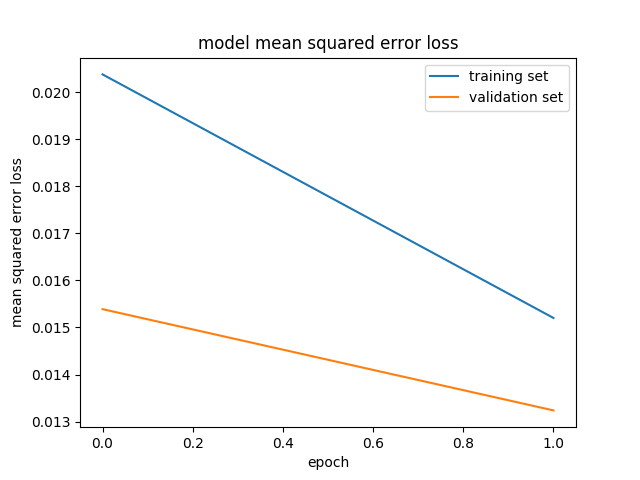 model mean squared error loss
training set
validation set
0.020
0.019
0.018
0.017
0.016
0.015
0.014
0.013
mean squared error loss
0.0 0.2 0.4 0.6 0.8 1.0
epoch